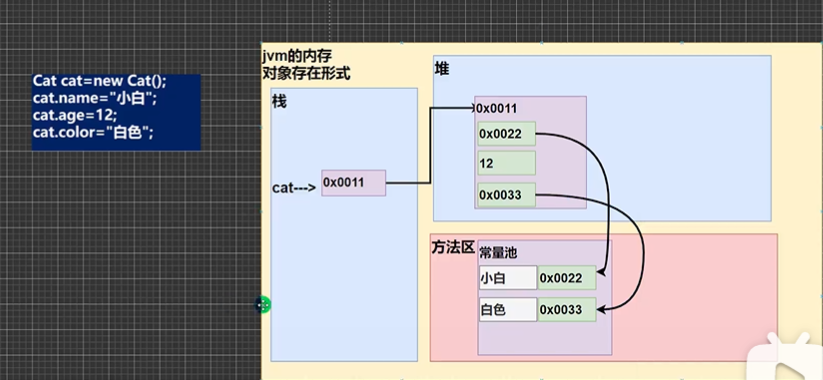 Cat cat=new Cat();
cat.name="小白";
cat.age=12;
cat.color="白色";
jvm的内存
对象存在形式
栈
cat--->
0x0011
堆
0x0011
0x0022
12
0x0033
方法区
常量池
小白
0x0022
白色
0x0033